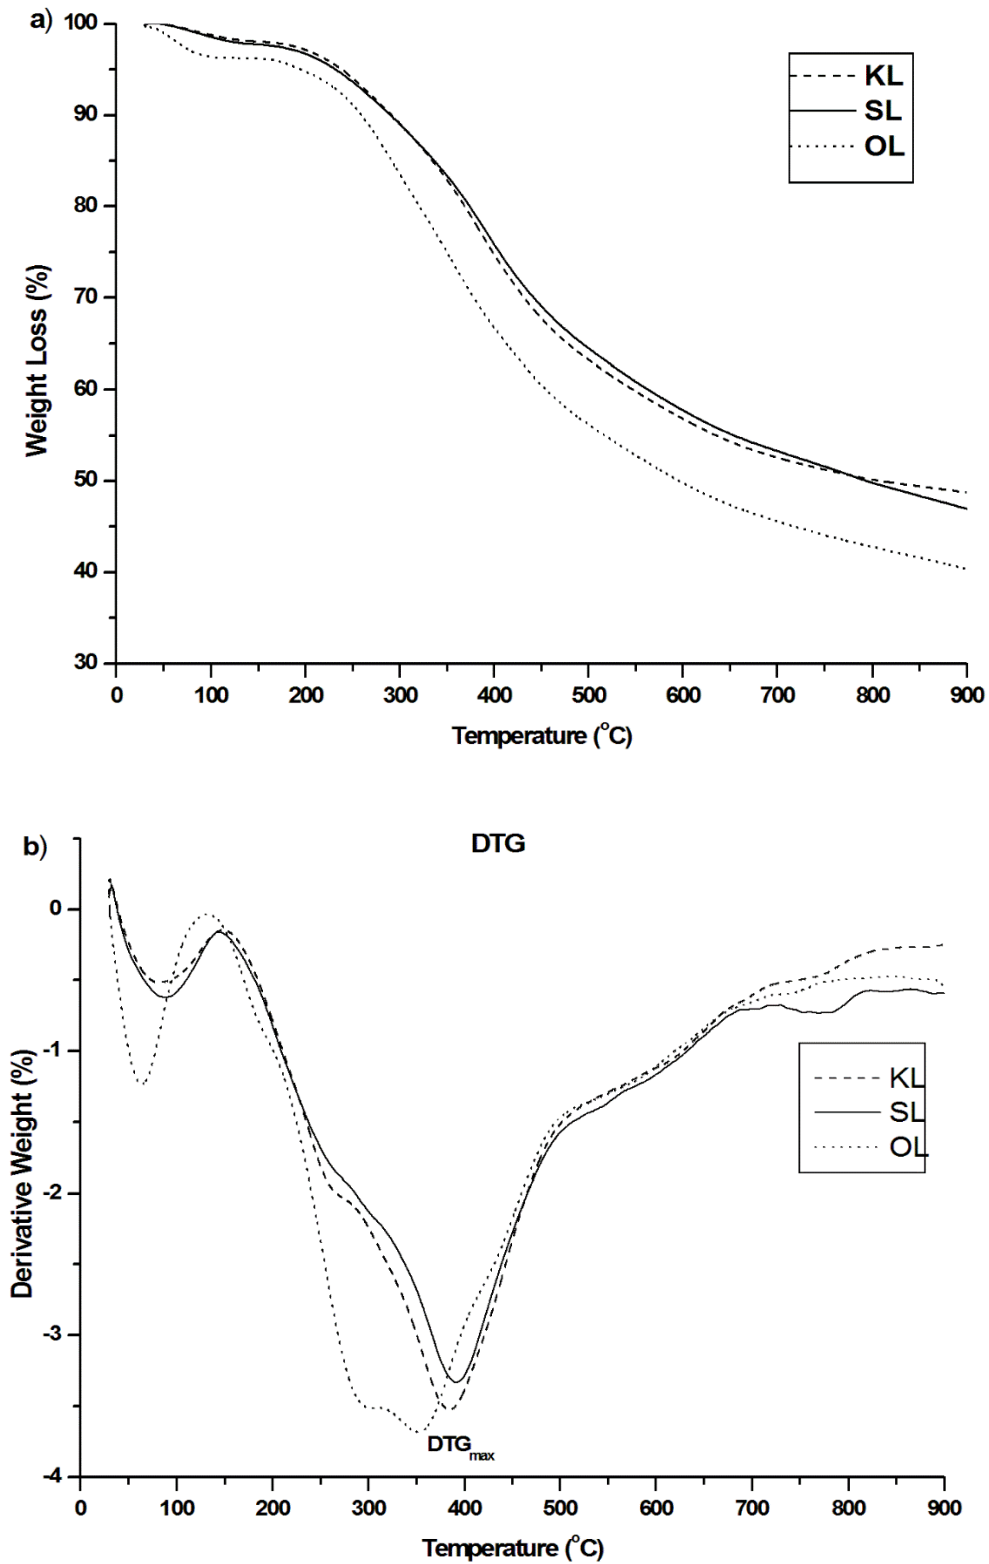 a)
100
90
80
70
60
50
40
30
Weight Loss (%)
KL
SL
OL
0 100 200 300 400 500 600 700 800 900
Temperature (°C)
b)
DTG
0
-1
-2
-3
-4
Derivative Weight (%)
KL
SL
OL
DTGmax
0 100 200 300 400 500 600 700 800 900
Temperature (°C)